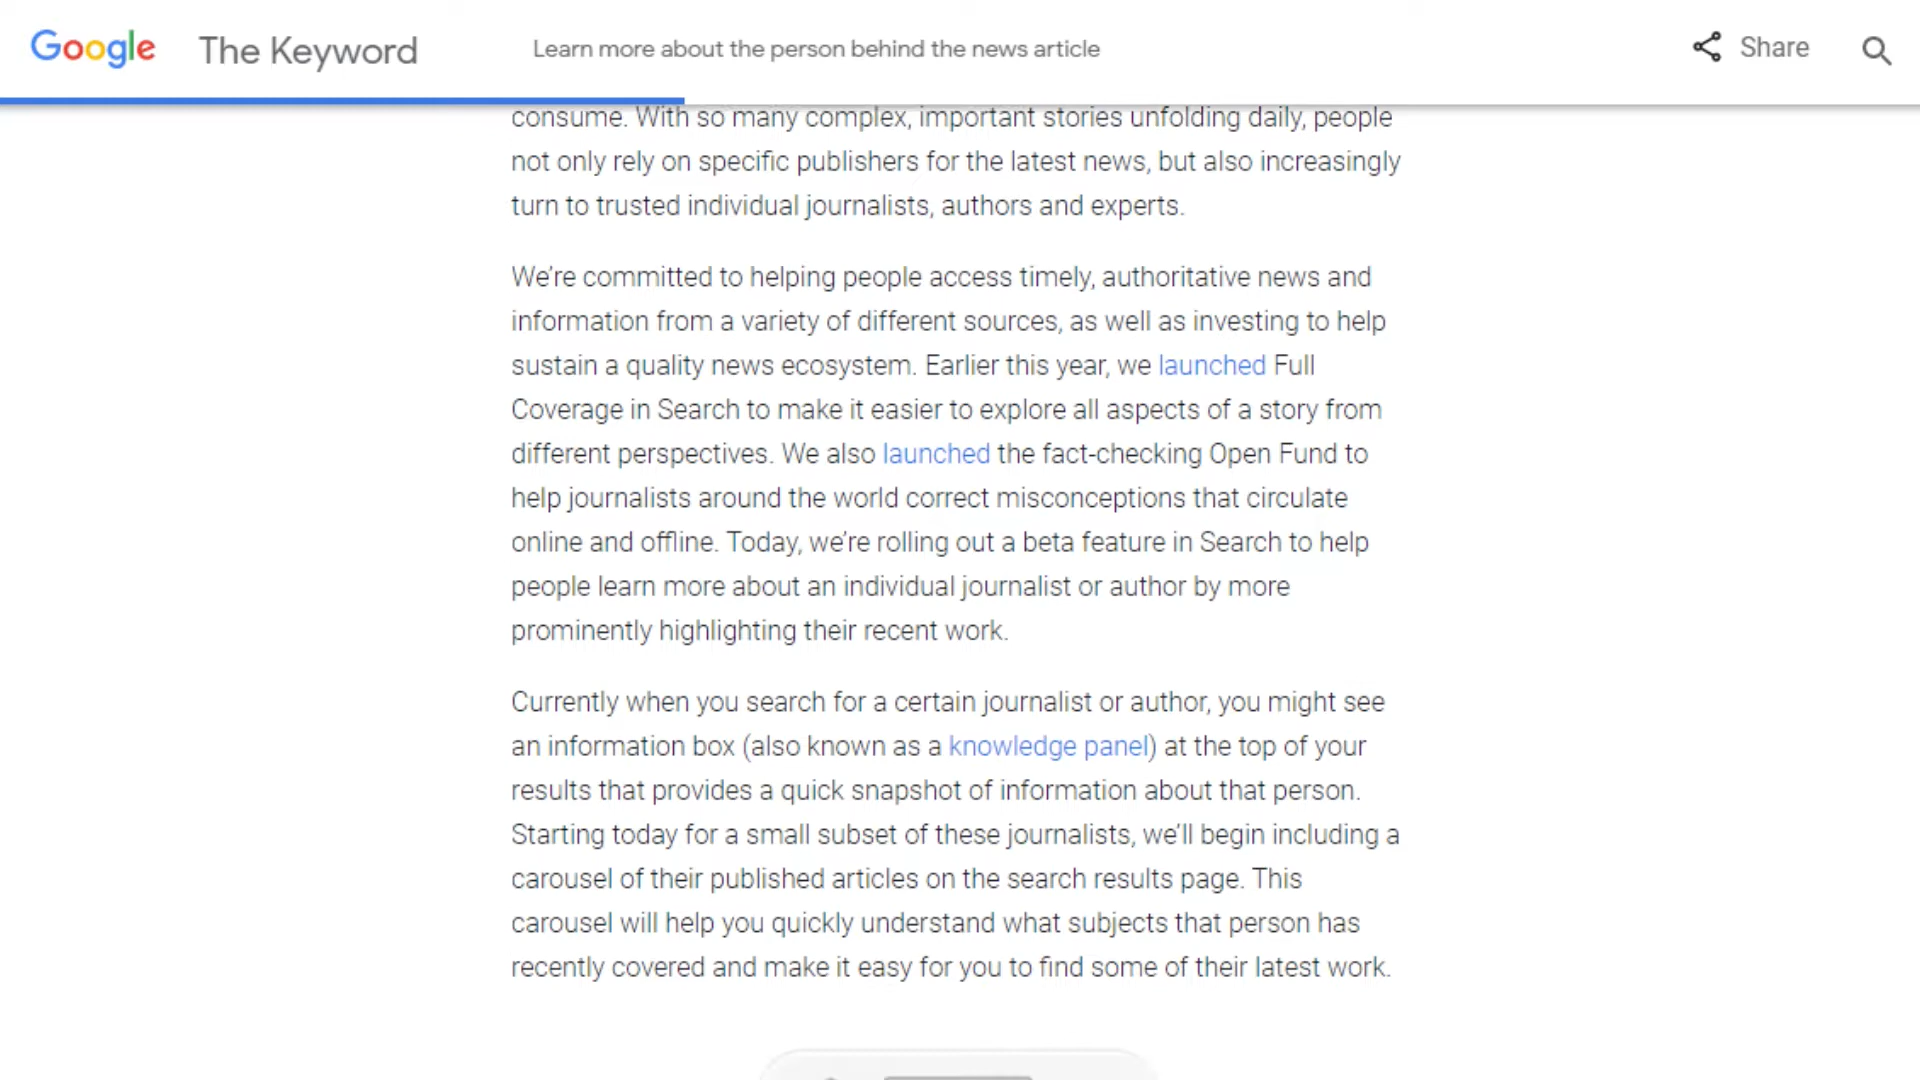 Google The Keyword Learn more about the person behind the news article Share
consume. With so many complex, important stories unfolding daily, people
not only rely on specific publishers for the latest news, but also increasingly
turn to trusted individual journalists, authors and experts.
We're committed to helping people access timely, authoritative news and
information from a variety of different sources, as well as investing to help
sustain a quality news ecosystem. Earlier this year, we launched Full
Coverage in Search to make it easier to explore all aspects of a story from
different perspectives. We also launched the fact-checking Open Fund to
help journalists around the world correct misconceptions that circulate
online and offline. Today, we're rolling out a beta feature in Search to help
people learn more about an individual journalist or author by more
prominently highlighting their recent work.
Currently when you search for a certain journalist or author, you might see
an information box (also known as a knowledge panel) at the top of your
results that provides a quick snapshot of information about that person.
Starting today for a small subset of these journalists, we'll begin including a
carousel of their published articles on the search results page. This
carousel will help you quickly understand what subjects that person has
recently covered and make it easy for you to find some of their latest work.